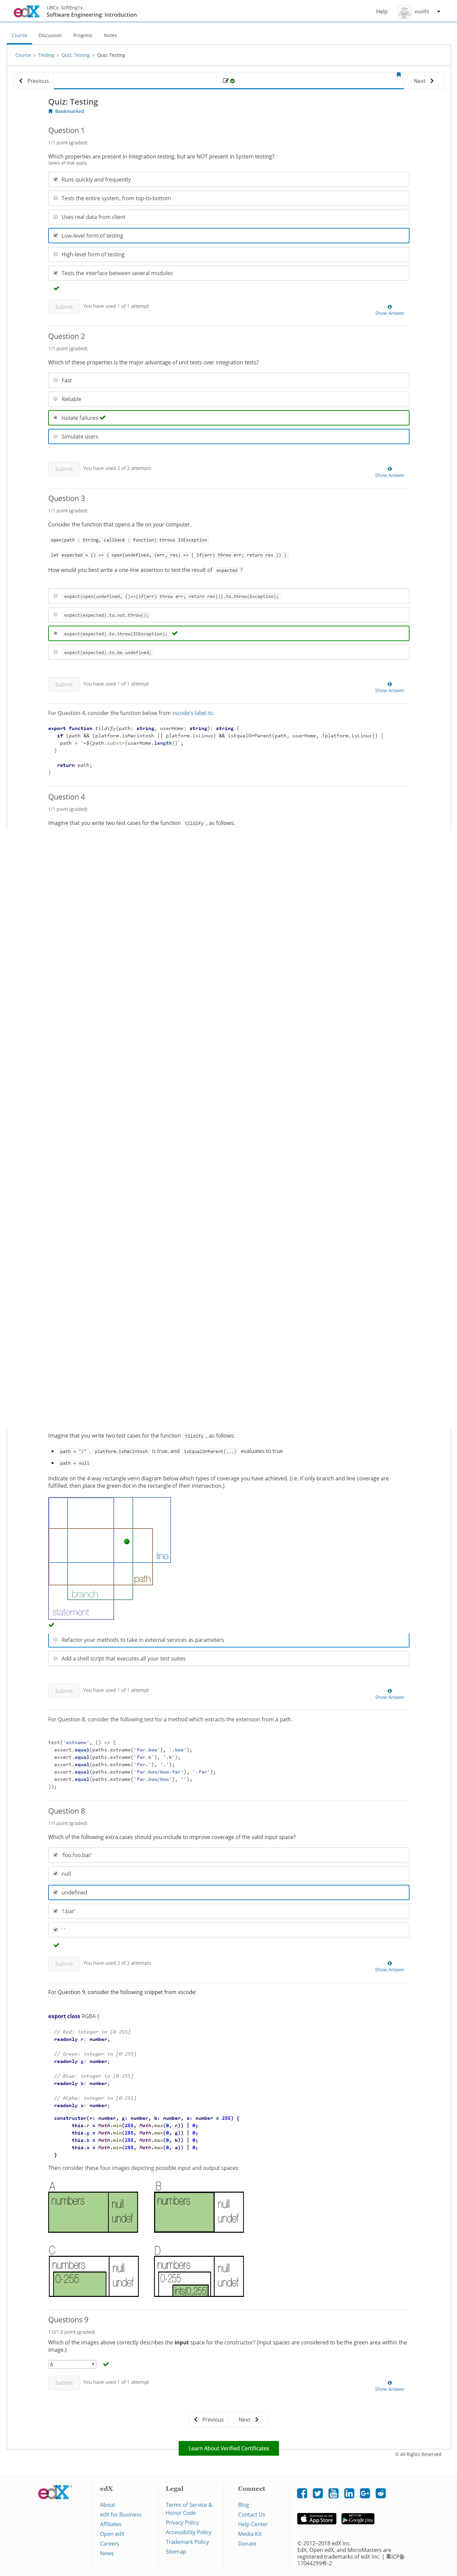 edX
UBCx: SoftEng1x
Software Engineering: Introduction
Help
vuvihi
Course Discussion Progress Notes
Course > Testing > Quiz: Testing > Quiz: Testing
Previous
Next
Quiz: Testing
Bookmarked
Question 1
1/1 point (graded)
Which properties are present in Integration testing, but are NOT present in System testing?
Select all that apply.
Runs quickly and frequently
Tests the entire system, from top-to-bottom
Uses real data from client
Low-level form of testing
High-level form of testing
Tests the interface between several modules
Submit
You have used 1 of 1 attempt
Show Answer
Question 2
1/1 point (graded)
Which of these properties is the major advantage of unit tests over integration tests?
Fast
Reliable
Isolate failures
Simulate users
Submit
You have used 2 of 2 attempts
Show Answer
Question 3
1/1 point (graded)
Consider the function that opens a file on your computer.
open(path : String, callback : function) throws IOException
let expected = () => { open(undefined, (err, res) => { if(err) throw err; return res }) }
How would you best write a one-line assertion to test the result of expected ?
expect(open(undefined, ()=>{if(err) throw err; return res})).to.throw(Exception);
expect(expected).to.not.throw();
expect(expected).to.throw(IOException);
expect(expected).to.be.undefined;
Submit
You have used 1 of 1 attempt
Show Answer
For Question 4, consider the function below from vscode's label.ts:
export function tildify(path: string, userHome: string): string {
if (path && (platform.isMacintosh || platform.isLinux) && isEqualOrParent(path, userHome, !platform.isLinux)) {
path = `~${path.substr(userHome.length)}`;
}
return path;
}
Question 4
1/1 point (graded)
Imagine that you write two test cases for the function tildify , as follows:
Imagine that you write two test cases for the function tildify , as follows:
path = "/" , platform.isMacintosh is true, and isEqualOrParent(...) evaluates to true
path = null
Indicate on the 4-way rectangle venn diagram below which types of coverage you have achieved. (i.e. if only branch and line coverage are
fulfilled, then place the green dot in the rectangle of their intersection.)
line
path
branch
statement
Refactor your methods to take in external services as parameters
Add a shell script that executes all your test suites
Submit
You have used 1 of 1 attempt
Show Answer
For Question 8, consider the following test for a method which extracts the extension from a path.
test('extname', () => {
assert.equal(paths.extname('far.boo'), '.boo');
assert.equal(paths.extname('far.b'), '.b');
assert.equal(paths.extname('far.'), '.');
assert.equal(paths.extname('far.boo/boo.far'), '.far');
assert.equal(paths.extname('far.boo/boo'), '');
});
Question 8
1/1 point (graded)
Which of the following extra cases should you include to improve coverage of the valid input space?
'foo.foo.bar'
null
undefined
'!.bar'
' '
Submit
You have used 2 of 2 attempts
Show Answer
For Question 9, consider the following snippet from vscode:
export class RGBA {
// Red: integer in [0-255]
readonly r: number;
// Green: integer in [0-255]
readonly g: number;
// Blue: integer in [0-255]
readonly b: number;
// Alpha: integer in [0-255]
readonly a: number;
constructor(r: number, g: number, b: number, a: number = 255) {
this.r = Math.min(255, Math.max(0, r)) | 0;
this.g = Math.min(255, Math.max(0, g)) | 0;
this.b = Math.min(255, Math.max(0, b)) | 0;
this.a = Math.min(255, Math.max(0, a)) | 0;
}
Then consider these four images depicting possible input and output spaces:
A
numbers
null
undef
B
numbers
null
undef
C
numbers
0-255
null
undef
D
numbers
0-255
ints[0,255]
null
undef
Questions 9
1.0/1.0 point (graded)
Which of the images above correctly describes the input space for the constructor? (Input spaces are considered to be the green area within the
image.)
A
Submit
You have used 1 of 1 attempt
Show Answer
Previous Next
Learn About Verified Certificates
© All Rights Reserved
edX
edX
About
edX for Business
Affiliates
Open edX
Careers
News
Legal
Terms of Service &
Honor Code
Privacy Policy
Accessibility Policy
Trademark Policy
Sitemap
Connect
Blog
Contact Us
Help Center
Media Kit
Donate
Download on the
App Store
Google play
© 2012–2018 edX Inc.
EdX, Open edX, and MicroMasters are
registered trademarks of edX Inc. | 粤ICP备
17044299号-2